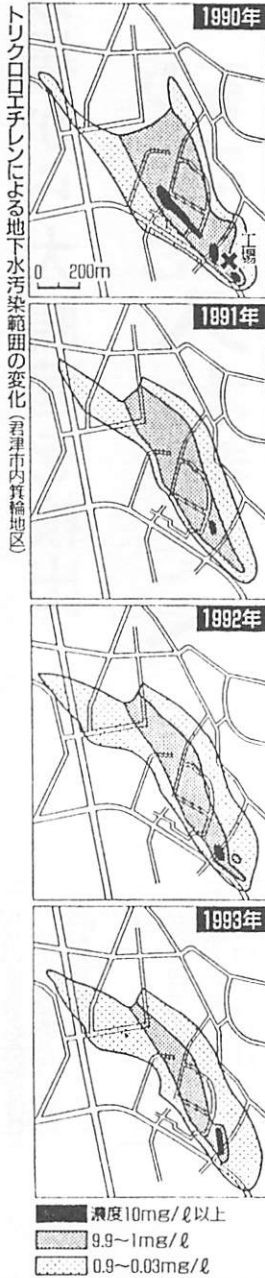 トリクロロエチレンによる地下水汚染範囲の変化（君津市内箕輪地区）
1990年
工場
0 200m
1991年
1992年
1993年
濃度10mg/ℓ以上
9.9〜1mg/ℓ
0.9〜0.03mg/ℓ